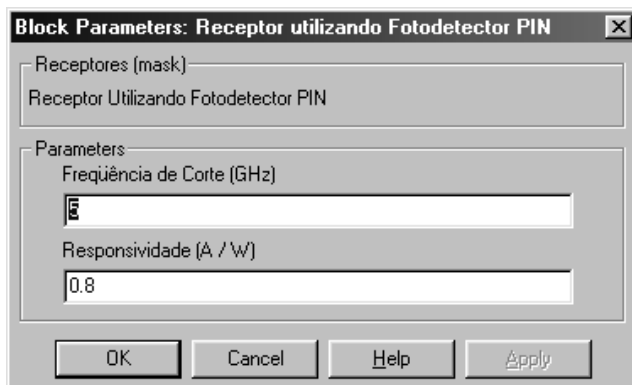 Block Parameters: Receptor utilizando Fotodetector PIN
Receptores (mask)
Receptor Utilizando Fotodetector PIN
Parameters
Freqüência de Corte (GHz)
5
Responsividade (A / W)
0.8
OK Cancel Help Apply